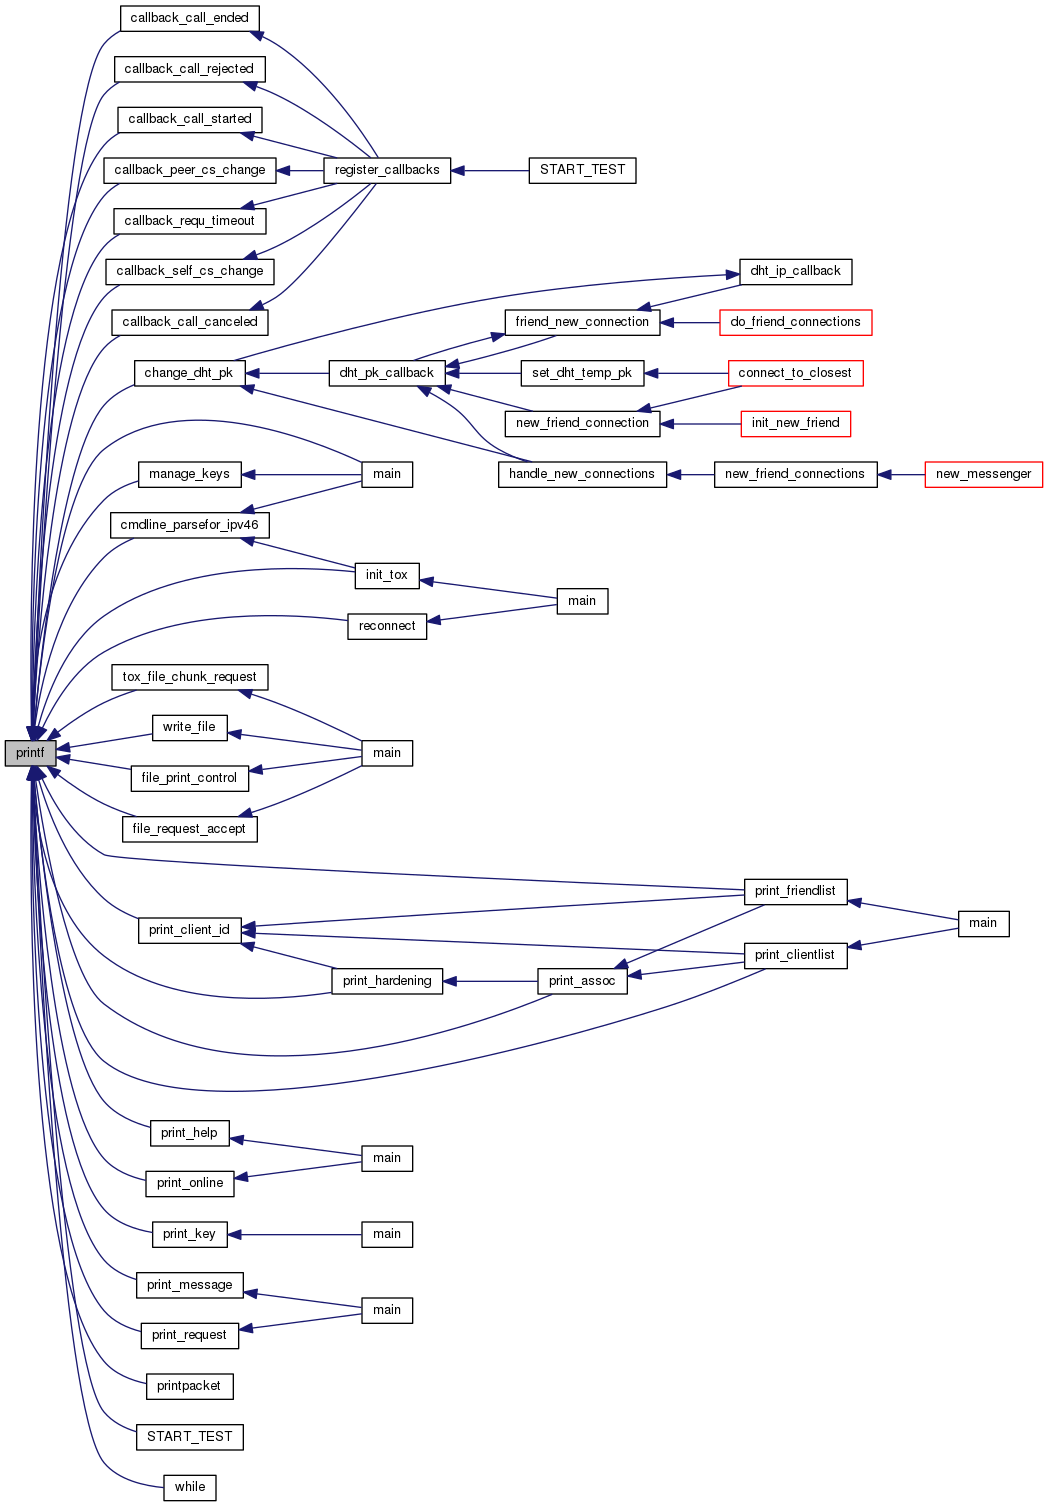 callback_call_ended
callback_call_rejected
callback_call_started
callback_peer_cs_change
register_callbacks
START_TEST
callback_requ_timeout
callback_self_cs_change
dht_ip_callback
callback_call_canceled
friend_new_connection
do_friend_connections
change_dht_pk
dht_pk_callback
set_dht_temp_pk
connect_to_closest
new_friend_connection
init_new_friend
manage_keys
main
handle_new_connections
new_friend_connections
new_messenger
cmdline_parsefor_ipv46
init_tox
main
reconnect
tox_file_chunk_request
write_file
printf
main
file_print_control
file_request_accept
print_friendlist
print_client_id
main
print_clientlist
print_hardening
print_assoc
print_help
main
print_online
print_key
main
print_message
main
print_request
printpacket
START_TEST
while